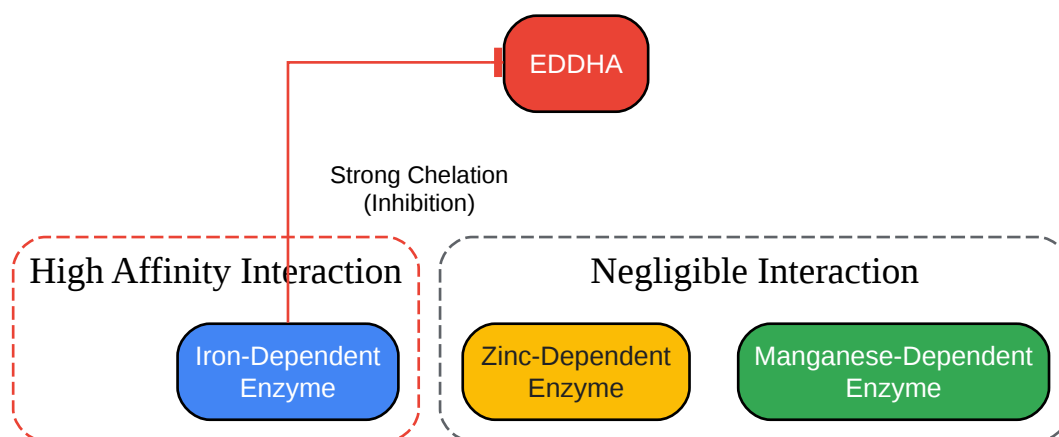 EDDHA
Strong Chelation
(Inhibition)
High Affinity Interaction
Negligible Interaction
Iron-Dependent
Enzyme
Zinc-Dependent
Enzyme
Manganese-Dependent
Enzyme